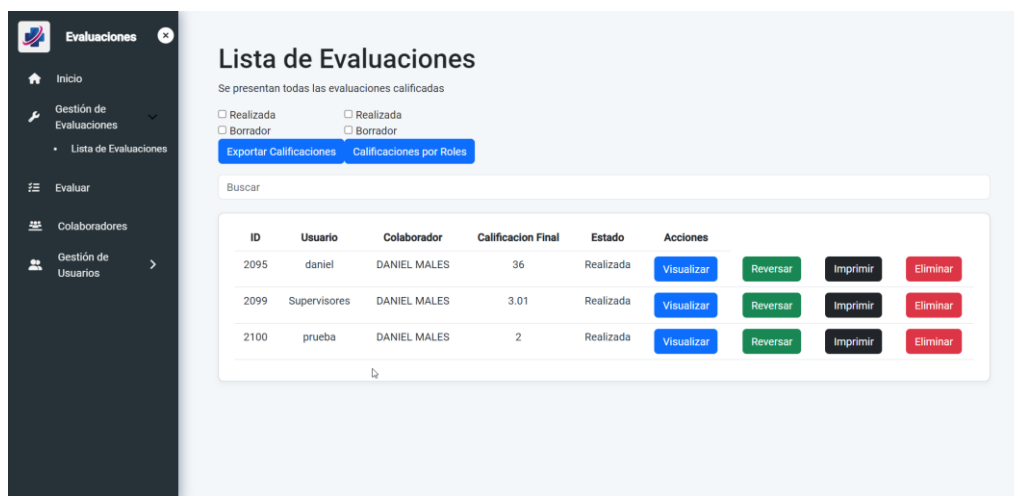 Evaluaciones
Inicio
Gestión de
Evaluaciones
Lista de Evaluaciones
Evaluar
Colaboradores
Gestión de
Usuarios
Lista de Evaluaciones
Se presentan todas las evaluaciones calificadas
Realizada Realizada
Borrador Borrador
Exportar Calificaciones Calificaciones por Roles
Buscar
ID Usuario Colaborador Calificacion Final Estado Acciones
2095 daniel DANIEL MALES 36 Realizada Visualizar Reversar Imprimir Eliminar
2099 Supervisores DANIEL MALES 3.01 Realizada Visualizar Reversar Imprimir Eliminar
2100 prueba DANIEL MALES 2 Realizada Visualizar Reversar Imprimir Eliminar